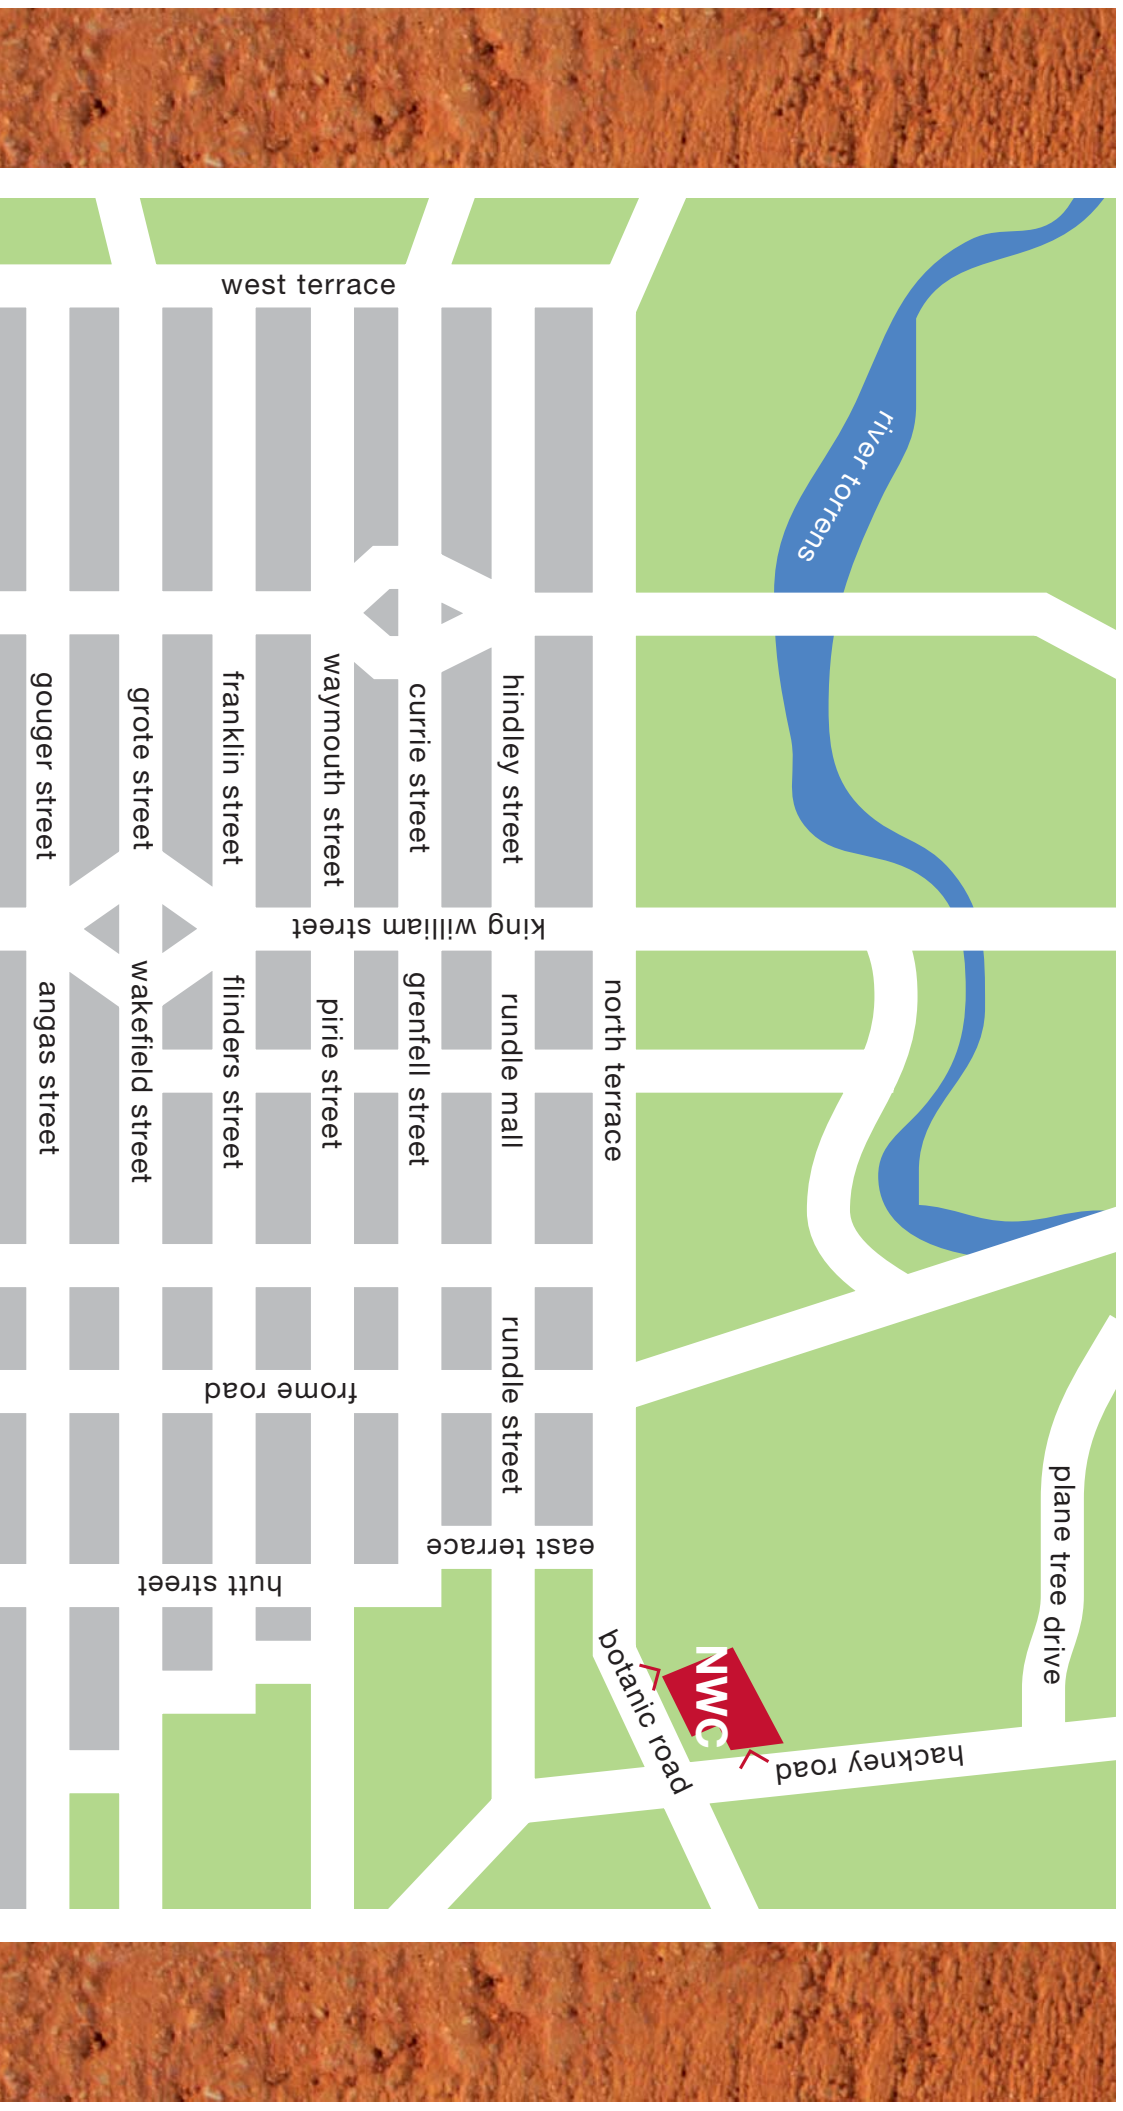 west terrace
river torrens
gouger street
grote street
franklin street
waymouth street
currie street
hindley street
king william street
angas street
wakefield street
flinders street
pirie street
grenfell street
rundle mall
north terrace
rundle street
frome road
east terrace
hutt street
plane tree drive
botanic road
NWC
hackney road